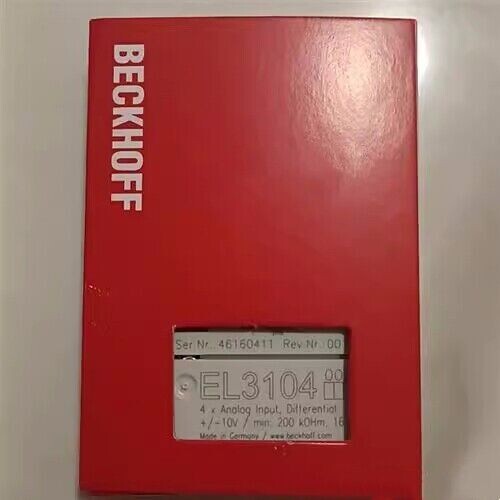 BECKHOFF
Ser Nr.:46160411 Rev.Nr.:001
EL3104
4 x Analog Input, Differential
+/-10V / min: 200 kOHm, 16
Made in Germany / www.beckhoff.com